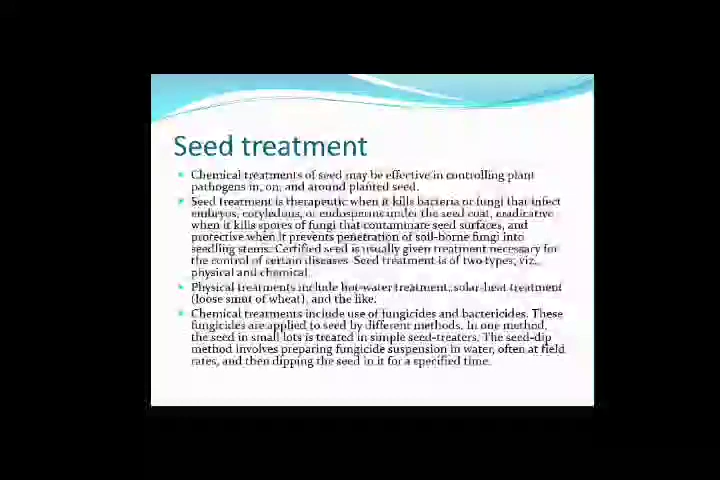 Seed treatment
Chemical treatments of seed may be effective in controlling plant
pathogens in, on, and around planted seed.
Seed treatment is therapeutic when it kills bacteria or fungi that infect
embryos, cotyledons, or endosperms under the seed coat, eradicative
when it kills spores of fungi that contaminate seed surfaces, and
protective when it prevents penetration of soil-borne fungi into
seedling stems. Certified seed is usually given treatment necessary for
the control of certain diseases. Seed treatment is of two types; viz.,
physical and chemical.
Physical treatments include hot-water treatment, solar-heat treatment
(loose smut of wheat), and the like.
Chemical treatments include use of fungicides and bactericides. These
fungicides are applied to seed by different methods. In one method,
the seed in small lots is treated in simple seed-treaters. The seed-dip
method involves preparing fungicide suspension in water, often at field
rates, and then dipping the seed in it for a specified time.